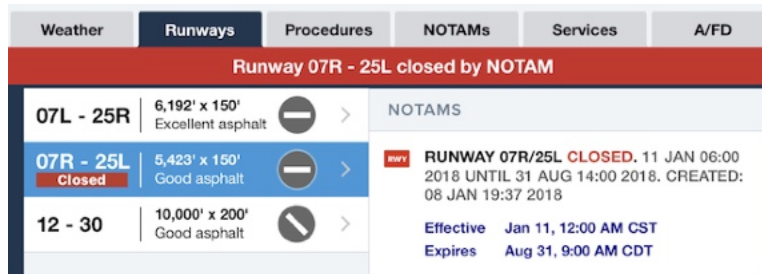 Weather Runways Procedures NOTAMs Services A/FD
Runway 07R - 25L closed by NOTAM
07L - 25R
6,192' x 150'
Excellent asphalt
07R - 25L
Closed
5,423' x 150'
Good asphalt
12 - 30
10,000' x 200'
Good asphalt
NOTAMS
RWY
RUNWAY 07R/25L CLOSED. 11 JAN 06:00
2018 UNTIL 31 AUG 14:00 2018. CREATED:
08 JAN 19:37 2018
Effective Jan 11, 12:00 AM CST
Expires Aug 31, 9:00 AM CDT